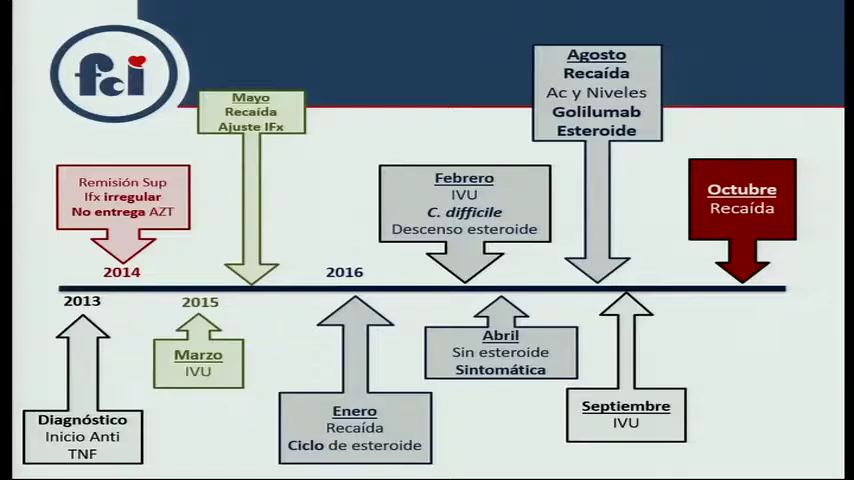 fci
Agosto
Recaída
Ac y Niveles
Golilumab
Esteroide
Mayo
Recaída
Ajuste IFx
Remisión Sup
Ifx irregular
No entrega AZT
Febrero
IVU
C. difficile
Descenso esteroide
Octubre
Recaída
2014
2016
2013
2015
Marzo
IVU
Abril
Sin esteroide
Sintomática
Diagnóstico
Inicio Anti
TNF
Enero
Recaída
Ciclo de esteroide
Septiembre
IVU